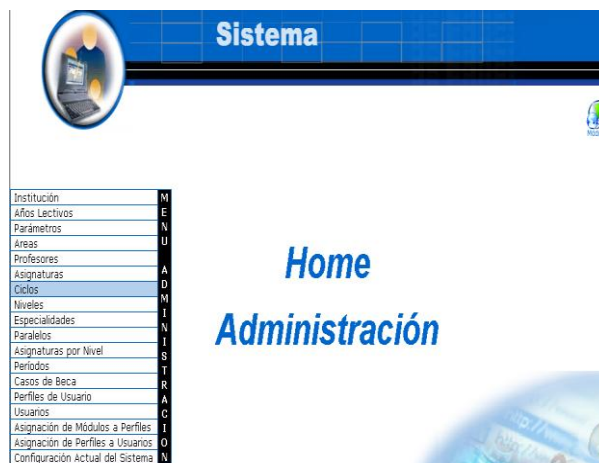 Sistema
Institución
Años Lectivos
Parámetros
Areas
Profesores
Asignaturas
Ciclos
Niveles
Especialidades
Paralelos
Asignaturas por Nivel
Períodos
Casos de Beca
Perfiles de Usuario
Usuarios
Asignación de Módulos a Perfiles
Asignación de Perfiles a Usuarios
Configuración Actual del Sistema
MENU ADMINISTRACION
Home
Administración
http://